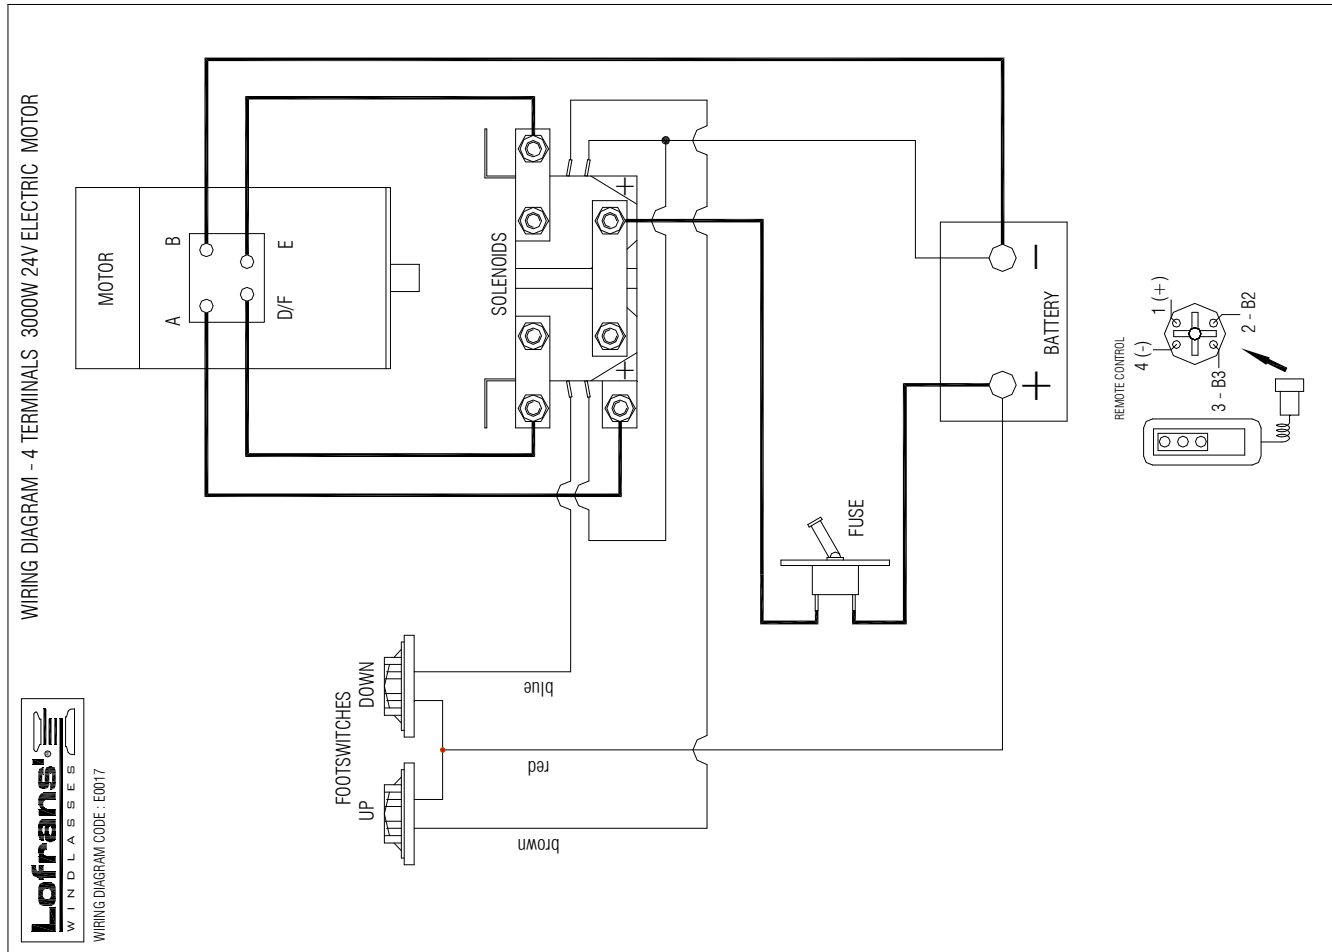 Lofrans'®
WINDLASSES
WIRING DIAGRAM CODE : E0017
WIRING DIAGRAM - 4 TERMINALS 3000W 24V ELECTRIC MOTOR
MOTOR
A
B
D/F
E
FOOTSWITCHES
UP
DOWN
SOLENOIDS
+
+
brown
red
blue
FUSE
BATTERY
+
-
REMOTE CONTROL
4 (-)
1 (+)
3 - B3
2 - B2